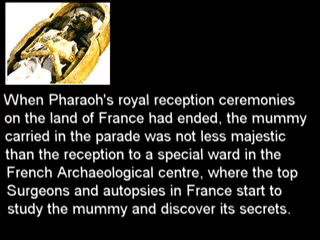 When Pharaoh's royal reception ceremonies
on the land of France had ended, the mummy
carried in the parade was not less majestic
than the reception to a special ward in the
French Archaeological centre, where the top
Surgeons and autopsies in France start to
study the mummy and discover its secrets.